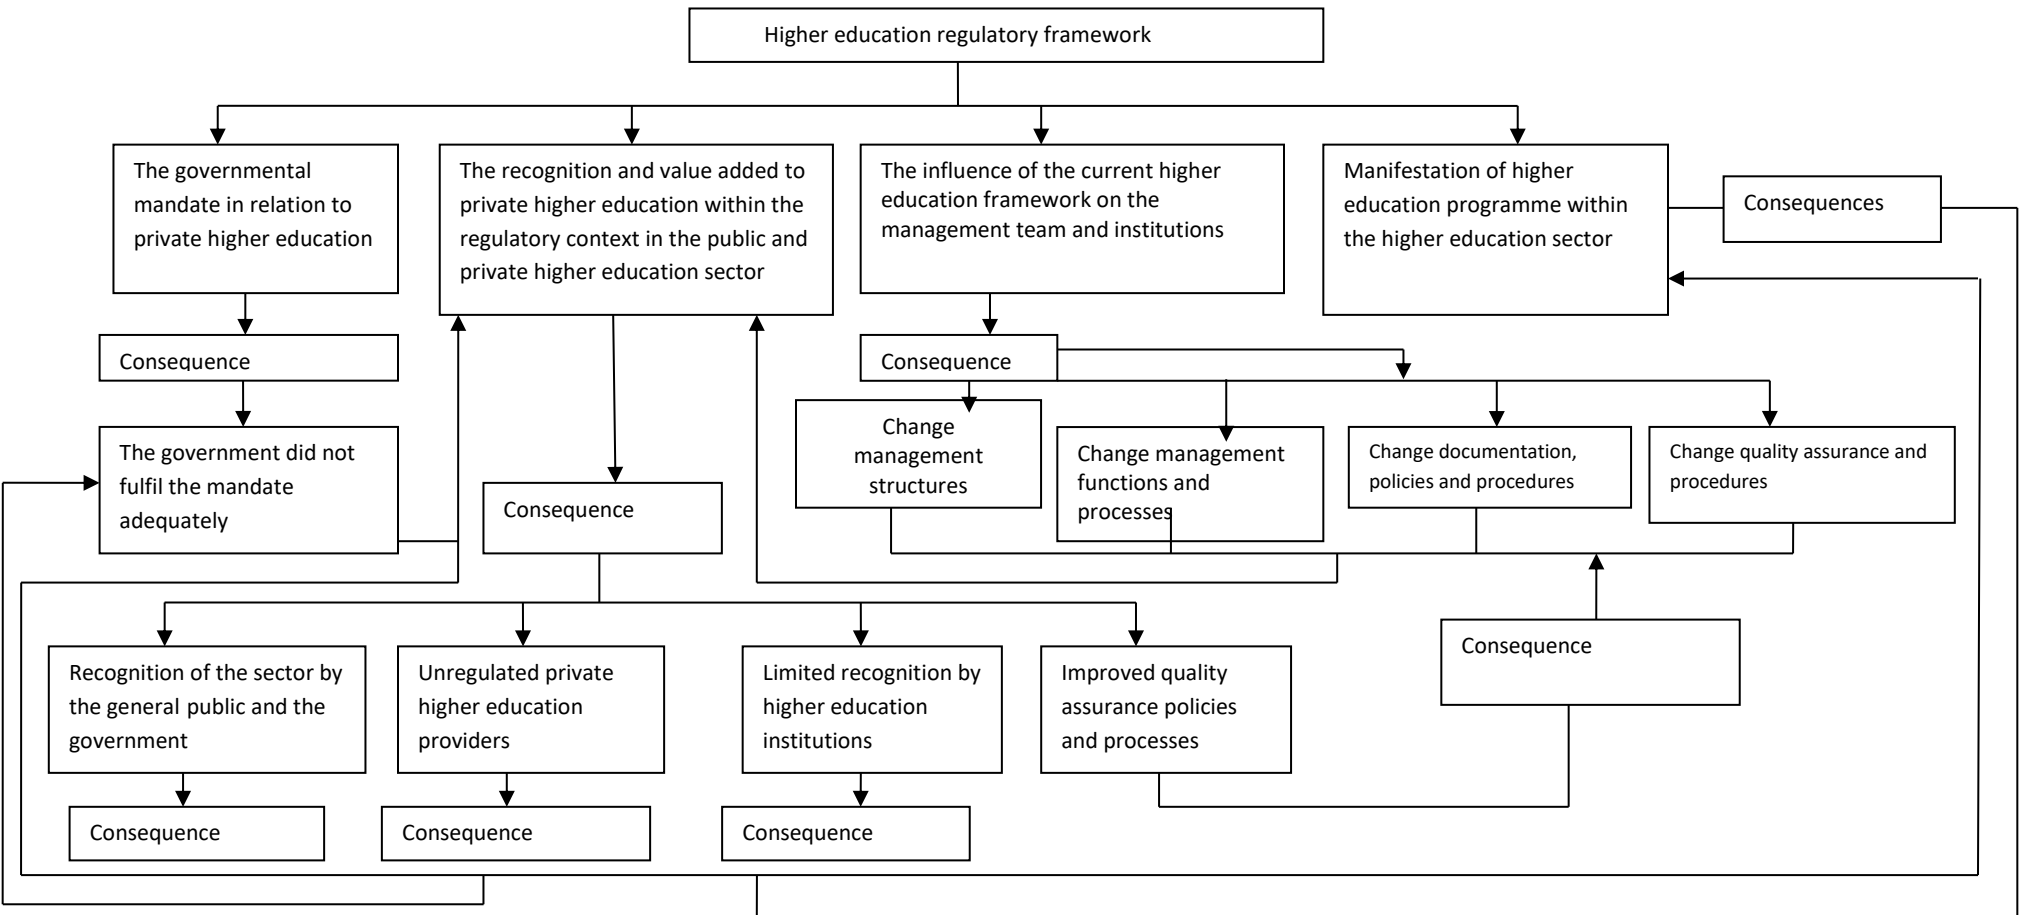 Higher education regulatory framework
The governmental
mandate in relation to
private higher education
The recognition and value added to
private higher education within the
regulatory context in the public and
private higher education sector
The influence of the current higher
education framework on the
management team and institutions
Manifestation of higher
education programme within
the higher education sector
Consequences
Consequence
Consequence
The government did not
fulfil the mandate
adequately
Consequence
Change
management
structures
Change management
functions and
processes
Change documentation,
policies and procedures
Change quality assurance and
procedures
Recognition of the sector by
the general public and the
government
Unregulated private
higher education
providers
Limited recognition by
higher education
institutions
Improved quality
assurance policies
and processes
Consequence
Consequence
Consequence
Consequence